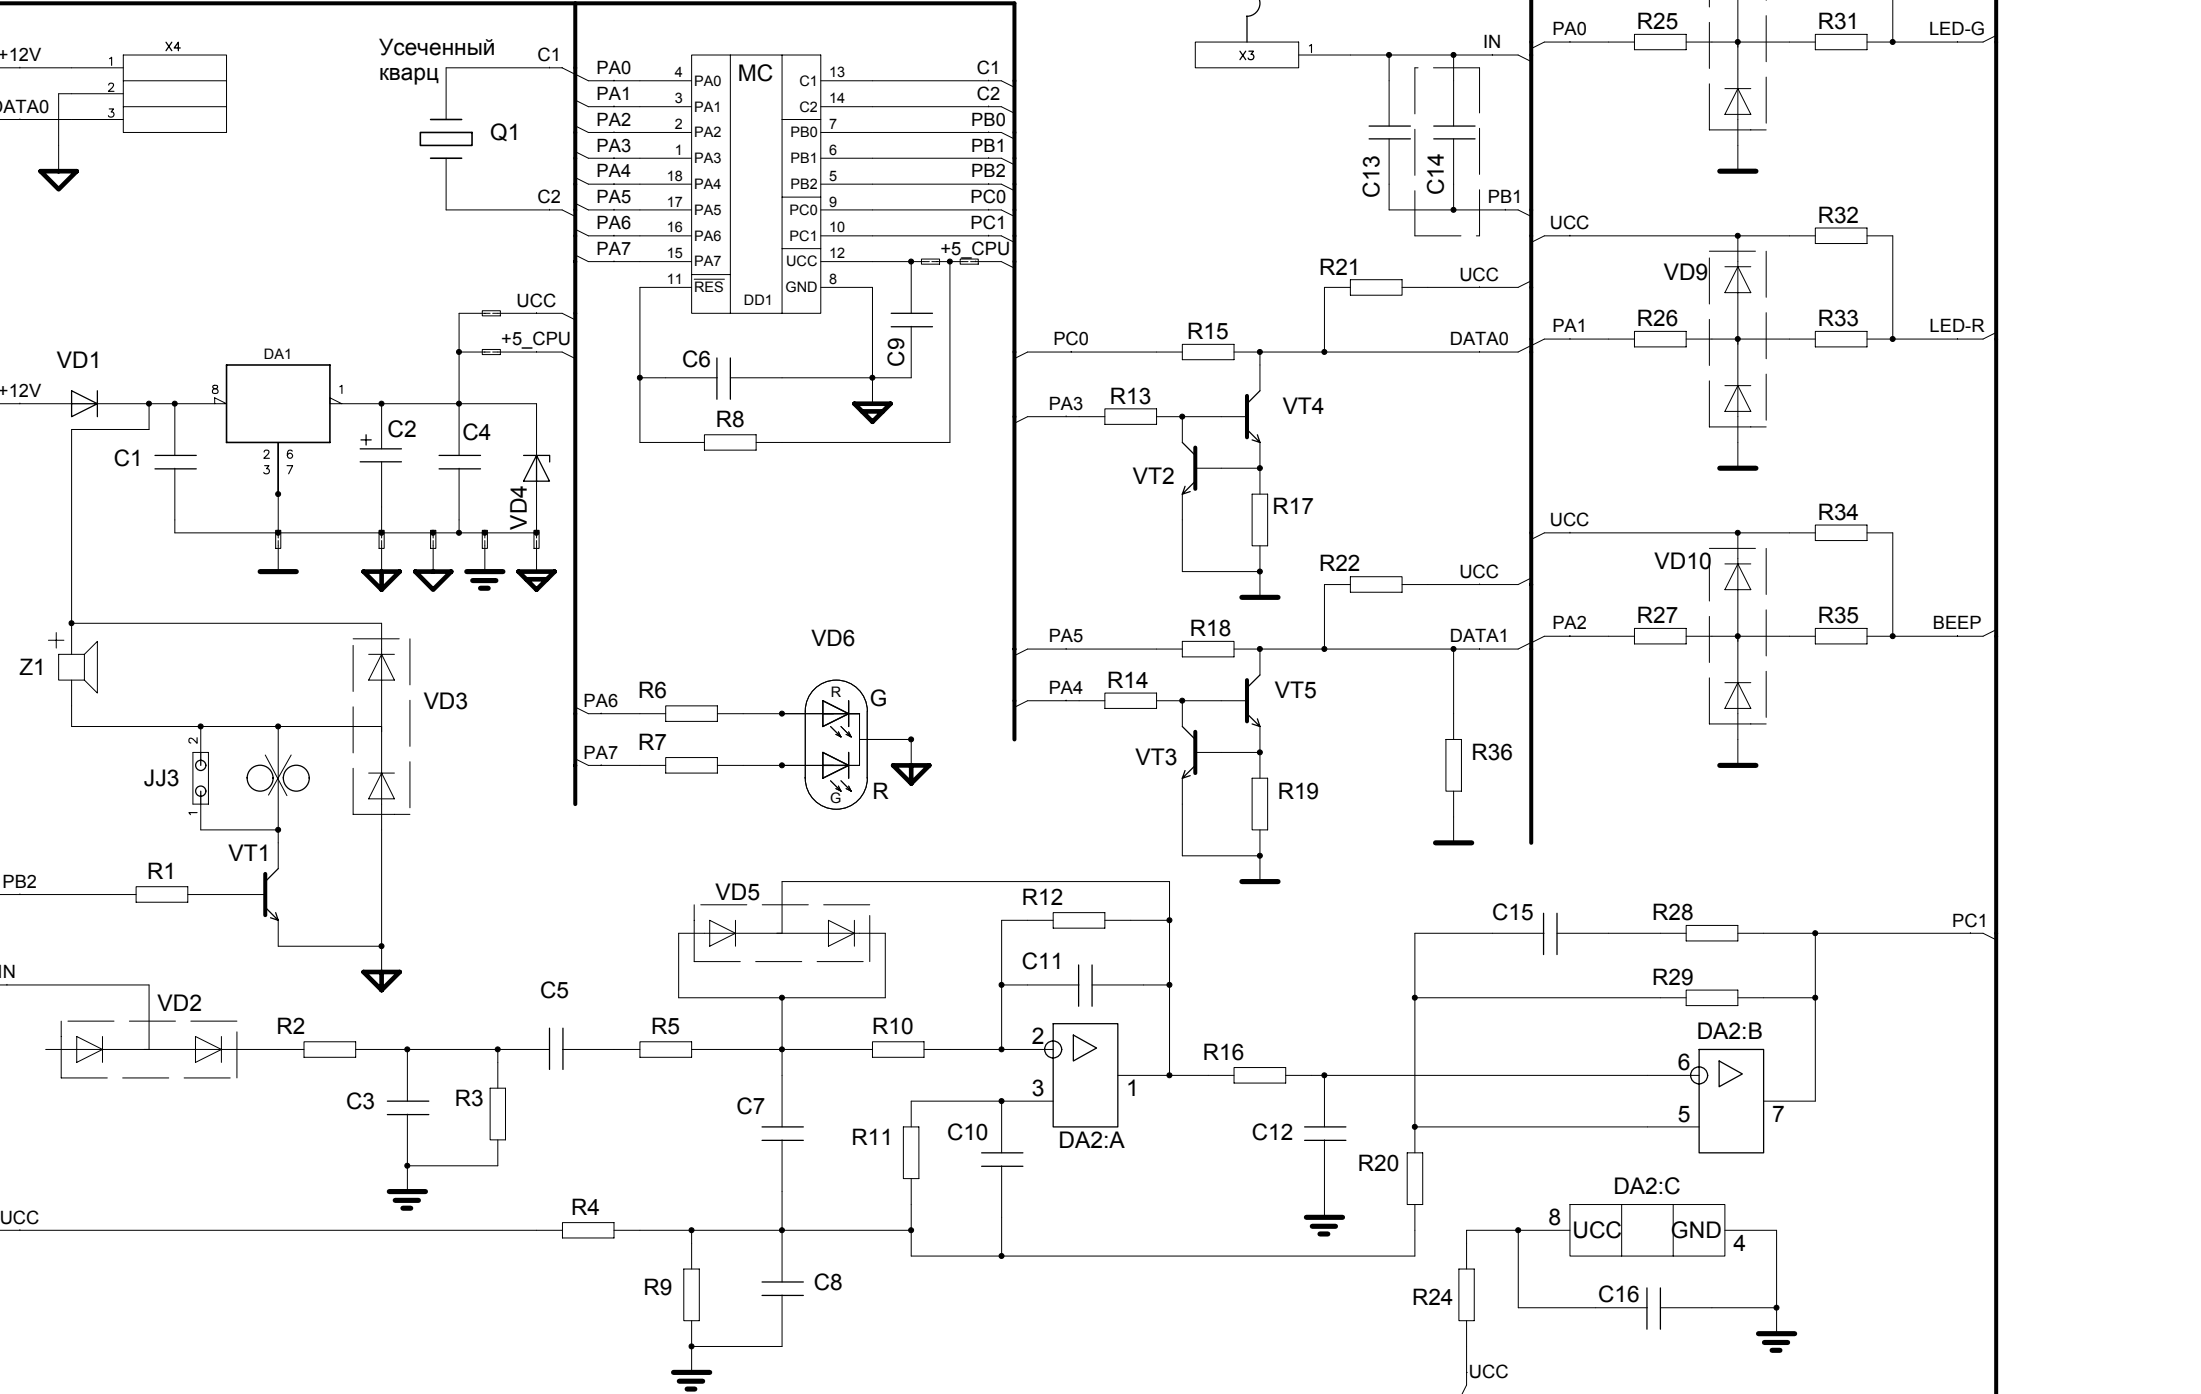 +12V
X4
1
2
3
DATA0
Усеченный
кварц
C1
Q1
C2
UCC
+5_CPU
PA0
PA1
PA2
PA3
PA4
PA5
PA6
PA7
4
3
2
1
18
17
16
15
11
PA0
PA1
PA2
PA3
PA4
PA5
PA6
PA7
RES
MC
DD1
C1
C2
PB0
PB1
PB2
PC0
PC1
UCC
GND
13
14
7
6
5
9
10
12
8
C1
C2
PB0
PB1
PB2
PC0
PC1
+5_CPU
C6
C9
R8
VD1
+12V
DA1
8
1
2 6
3 7
C1
+
C2
C4
VD4
+
Z1
VD3
2
JJ3
1
VT1
PB2
R1
VD6
PA6
R6
PA7
R7
R
G
G
R
X3
1
IN
C13
C14
PB1
R21
UCC
PC0
R15
DATA0
PA3
R13
VT4
VT2
R17
R22
UCC
PA5
R18
DATA1
PA4
R14
VT5
VT3
R19
R36
PA0
R25
R31
LED-G
UCC
R32
VD9
PA1
R26
R33
LED-R
UCC
R34
VD10
PA2
R27
R35
BEEP
IN
VD2
R2
C3
R3
C5
R5
VD5
R10
R12
C11
2
3
1
DA2:A
C7
R11
C10
UCC
R4
R9
C8
R16
C12
R20
C15
R28
PC1
R29
DA2:B
6
5
7
DA2:C
8
UCC
GND
4
R24
C16
UCC